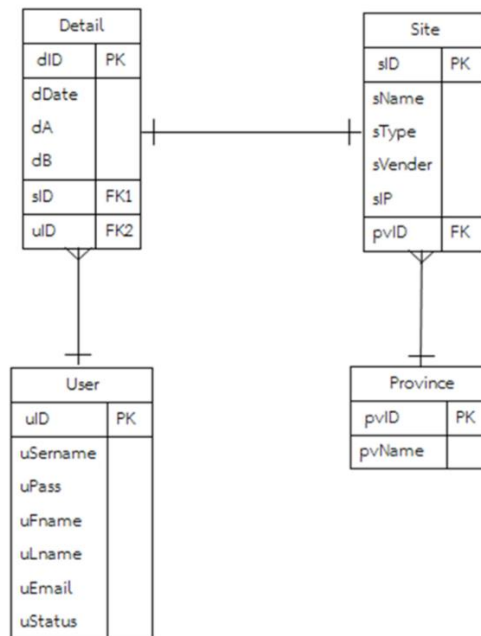 Detail
dID PK
dDate
dA
dB
sID FK1
uID FK2
Site
sID PK
sName
sType
sVender
sIP
pvID FK
User
uID PK
uSername
uPass
uFname
uLname
uEmail
uStatus
Province
pvID PK
pvName